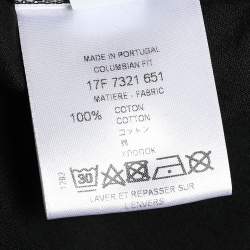 MADE IN PORTUGAL
COLUMBIAN FIT
17F 7321 651
MATIERE - FABRIC
100% COTON
COTTON
コットン
棉
ХЛОПОК
30
1293
LAVER ET REPASSER SUR
L'ENVERS